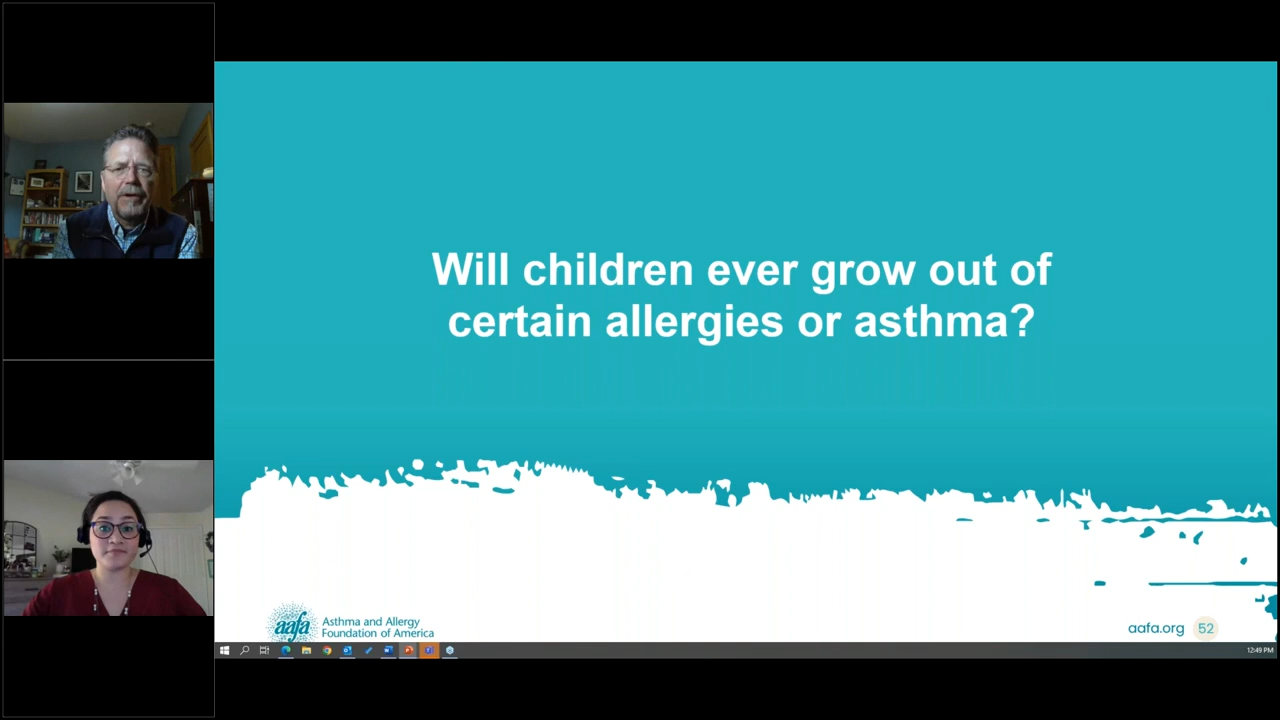 Will children ever grow out of
certain allergies or asthma?
aafa
Asthma and Allergy
Foundation of America
aafa.org 52
12:49 PM